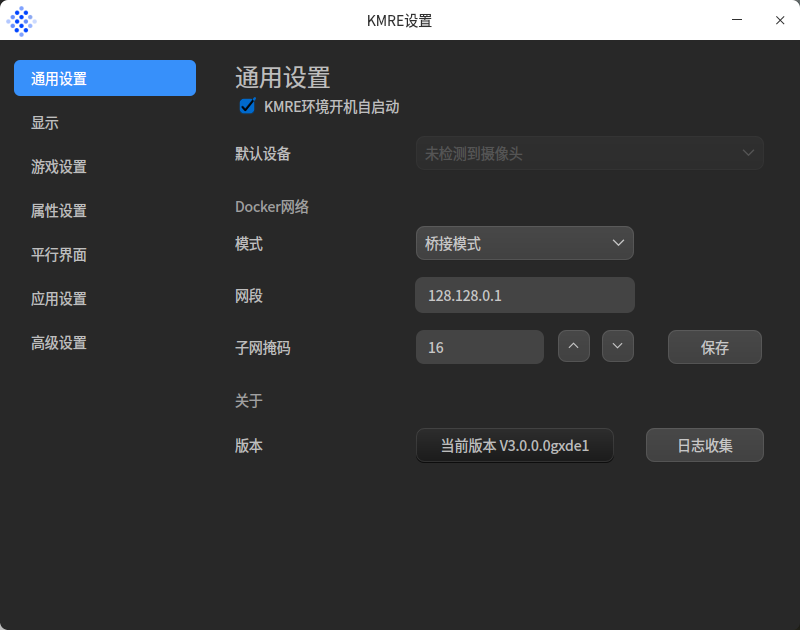 KMRE设置
通用设置
显示
游戏设置
属性设置
平行界面
应用设置
高级设置
通用设置
KMRE环境开机自启动
默认设备
未检测到摄像头
Docker网络
模式
桥接模式
网段
128.128.0.1
子网掩码
16
保存
关于
版本
当前版本 V3.0.0.0gxde1
日志收集